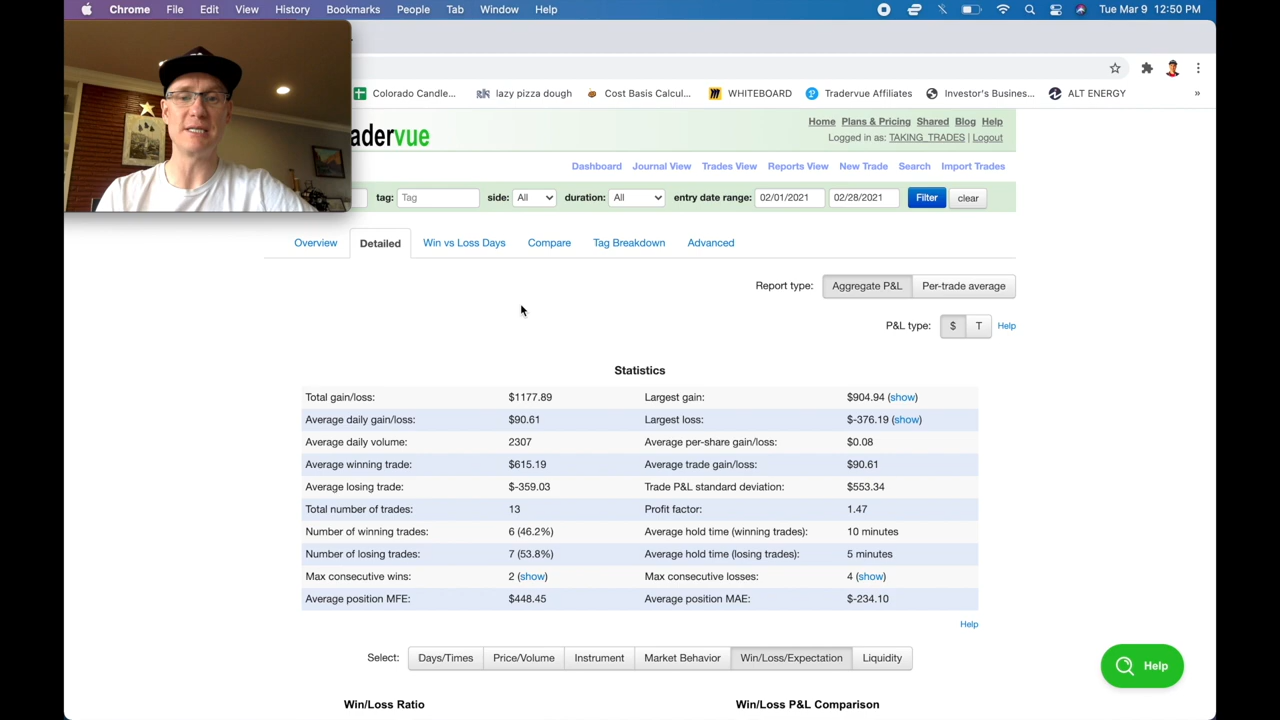 Chrome File Edit View History Bookmarks People Tab Window Help Tue Mar 9 12:50 PM
Colorado Candle... lazy pizza dough Cost Basis Calcul... WHITEBOARD Tradervue Affiliates Investor's Busines... ALT ENERGY »
Home Plans & Pricing Shared Blog Help
adervue
Logged in as: TAKING_TRADES | Logout
Dashboard Journal View Trades View Reports View New Trade Search Import Trades
tag: Tag side: All duration: All entry date range: 02/01/2021 02/28/2021 Filter clear
Overview Detailed Win vs Loss Days Compare Tag Breakdown Advanced
Report type: Aggregate P&L Per-trade average
P&L type: $ T Help
Statistics
Total gain/loss: $1177.89 Largest gain: $904.94 (show)
Average daily gain/loss: $90.61 Largest loss: $-376.19 (show)
Average daily volume: 2307 Average per-share gain/loss: $0.08
Average winning trade: $615.19 Average trade gain/loss: $90.61
Average losing trade: $-359.03 Trade P&L standard deviation: $553.34
Total number of trades: 13 Profit factor: 1.47
Number of winning trades: 6 (46.2%) Average hold time (winning trades): 10 minutes
Number of losing trades: 7 (53.8%) Average hold time (losing trades): 5 minutes
Max consecutive wins: 2 (show) Max consecutive losses: 4 (show)
Average position MFE: $448.45 Average position MAE: $-234.10
Help
Select: Days/Times Price/Volume Instrument Market Behavior Win/Loss/Expectation Liquidity
Help
Win/Loss Ratio Win/Loss P&L Comparison